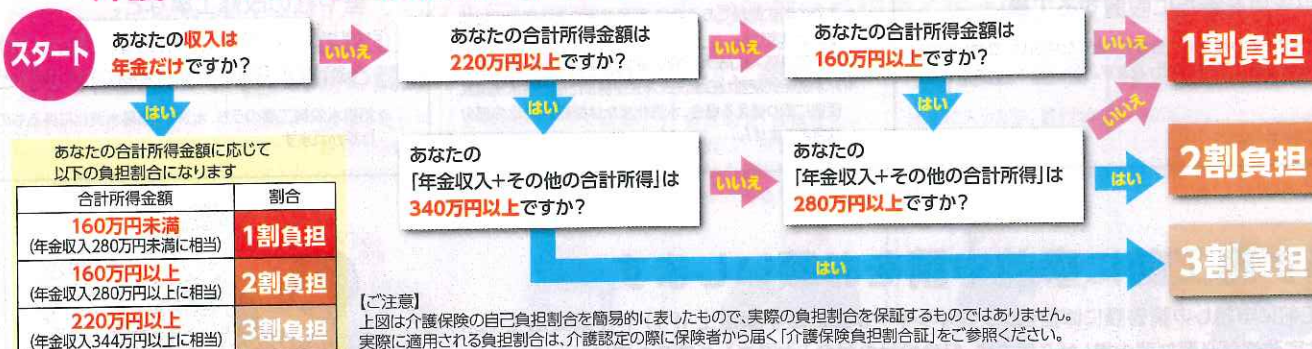 スタート
あなたの収入は
年金だけですか?
いいえ
はい
あなたの合計所得金額は
220万円以上ですか?
いいえ
はい
あなたの合計所得金額は
160万円以上ですか?
いいえ
はい
1割負担
あなたの
「年金収入+その他の合計所得」は
340万円以上ですか?
いいえ
はい
あなたの
「年金収入+その他の合計所得」は
280万円以上ですか?
いいえ
はい
2割負担
3割負担
あなたの合計所得金額に応じて
以下の負担割合になります
合計所得金額 割合
160万円未満
(年金収入280万円未満に相当)
1割負担
160万円以上
(年金収入280万円以上に相当)
2割負担
220万円以上
(年金収入344万円以上に相当)
3割負担
【ご注意】
上図は介護保険の自己負担割合を簡易的に表したもので、実際の負担割合を保証するものではありません。
実際に適用される負担割合は、介護認定の際に保険者から届く「介護保険負担割合証」をご参照ください。